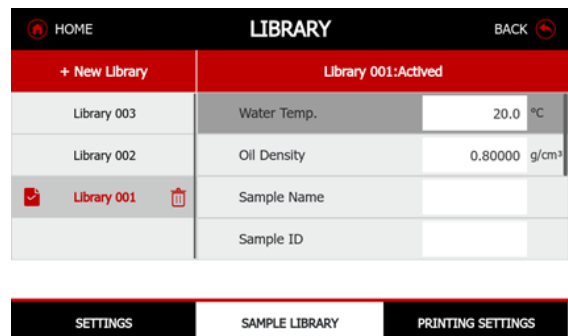 HOME LIBRARY BACK
+ New Library Library 001:Actived
Library 003 Water Temp. 20.0 °C
Library 002 Oil Density 0.80000 g/cm³
Library 001 Sample Name
Sample ID
SETTINGS SAMPLE LIBRARY PRINTING SETTINGS